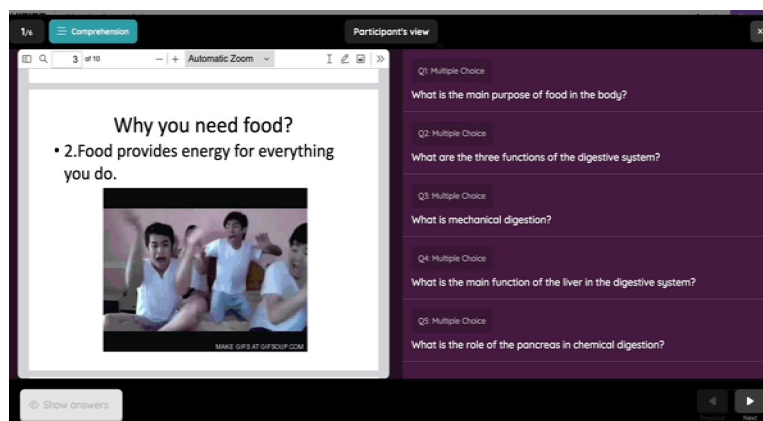 1/6
Comprehension
Participant's view
3 of 10
Automatic Zoom
Why you need food?
• 2.Food provides energy for everything
you do.
MAKE GIFS AT GIFSOUP.COM
Q1: Multiple Choice
What is the main purpose of food in the body?
Q2: Multiple Choice
What are the three functions of the digestive system?
Q3: Multiple Choice
What is mechanical digestion?
Q4: Multiple Choice
What is the main function of the liver in the digestive system?
Q5: Multiple Choice
What is the role of the pancreas in chemical digestion?
Show answers
Previous
Next